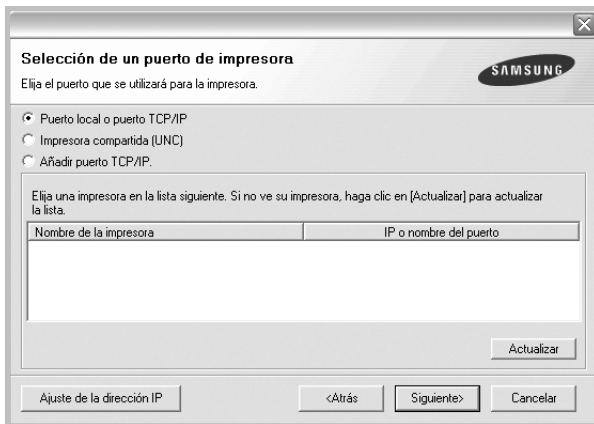 Selección de un puerto de impresora
Elija el puerto que se utilizará para la impresora.
SAMSUNG
Puerto local o puerto TCP/IP
Impresora compartida (UNC)
Añadir puerto TCP/IP.
Elija una impresora en la lista siguiente. Si no ve su impresora, haga clic en [Actualizar] para actualizar
la lista.
Nombre de la impresora IP o nombre del puerto
Actualizar
Ajuste de la dirección IP <Atrás Siguiente> Cancelar